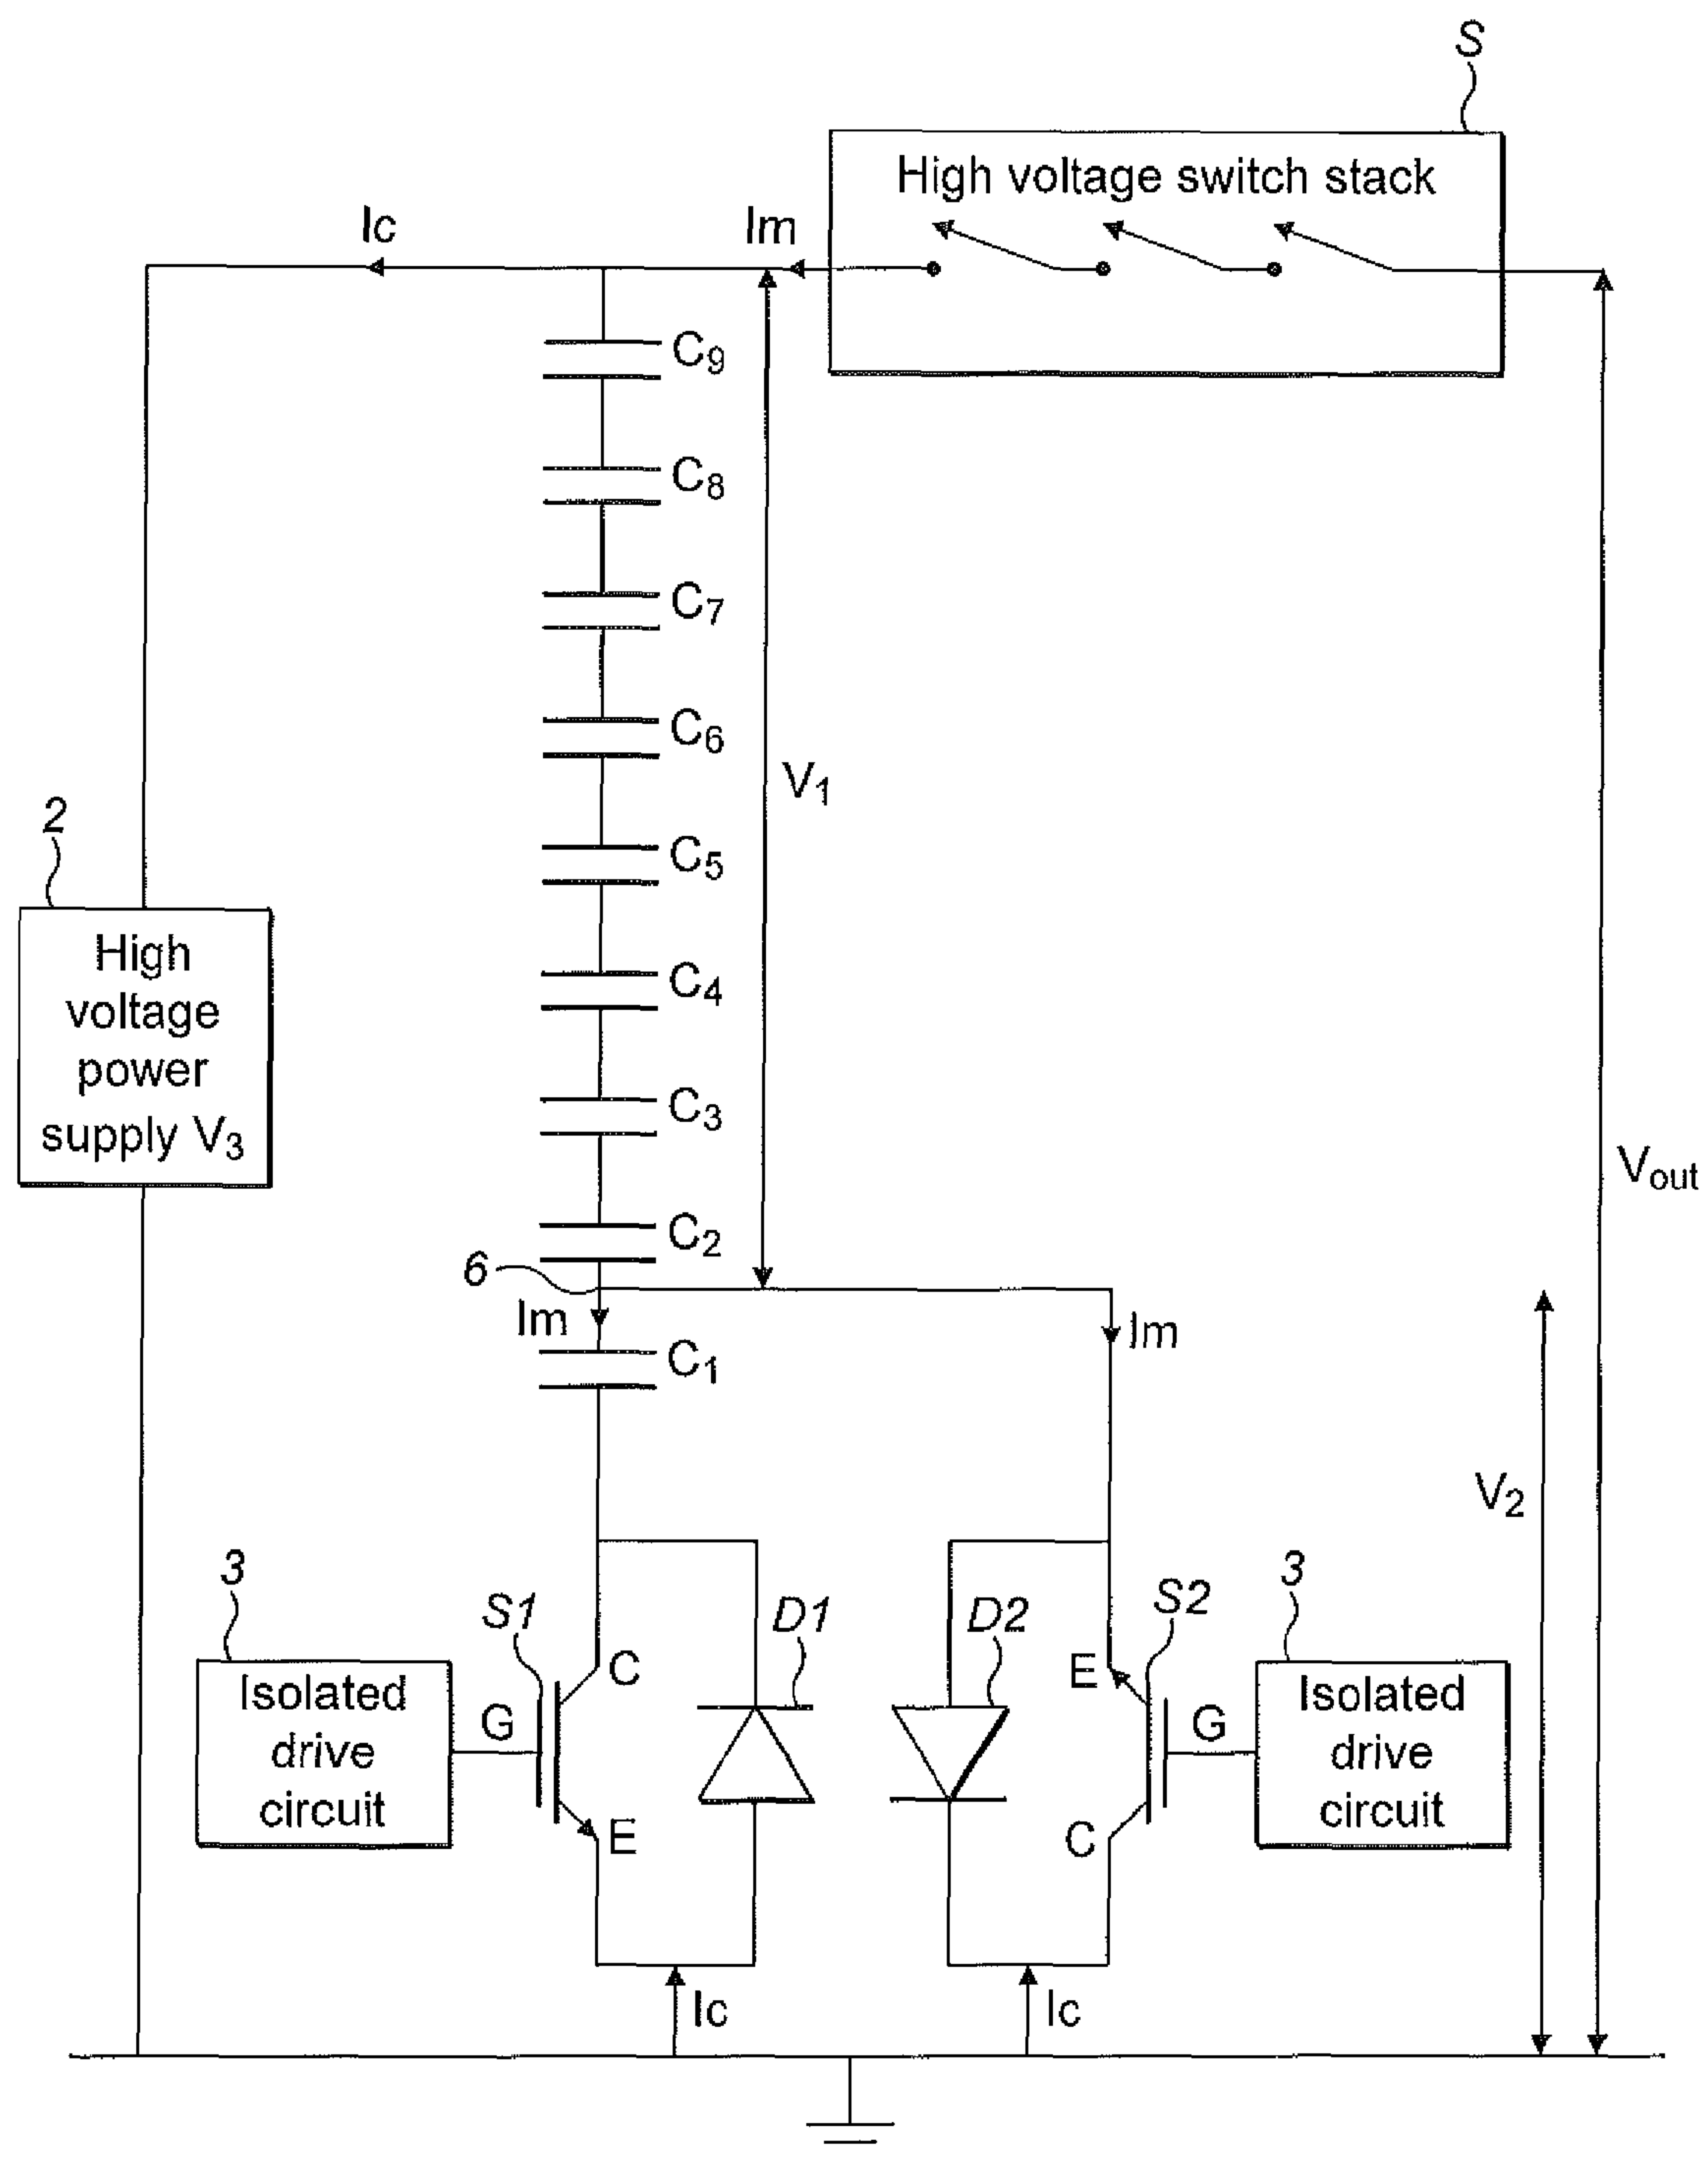 S
High voltage switch stack
Ic
Im
C9
C8
C7
C6
V1
2
C5
High
voltage
power
supply V3
C4
C3
Vout
C2
6
Im
Im
C1
V2
3
S1
D1
D2
S2
3
C
E
Isolated
drive
circuit
G
G
Isolated
drive
circuit
E
C
Ic
Ic